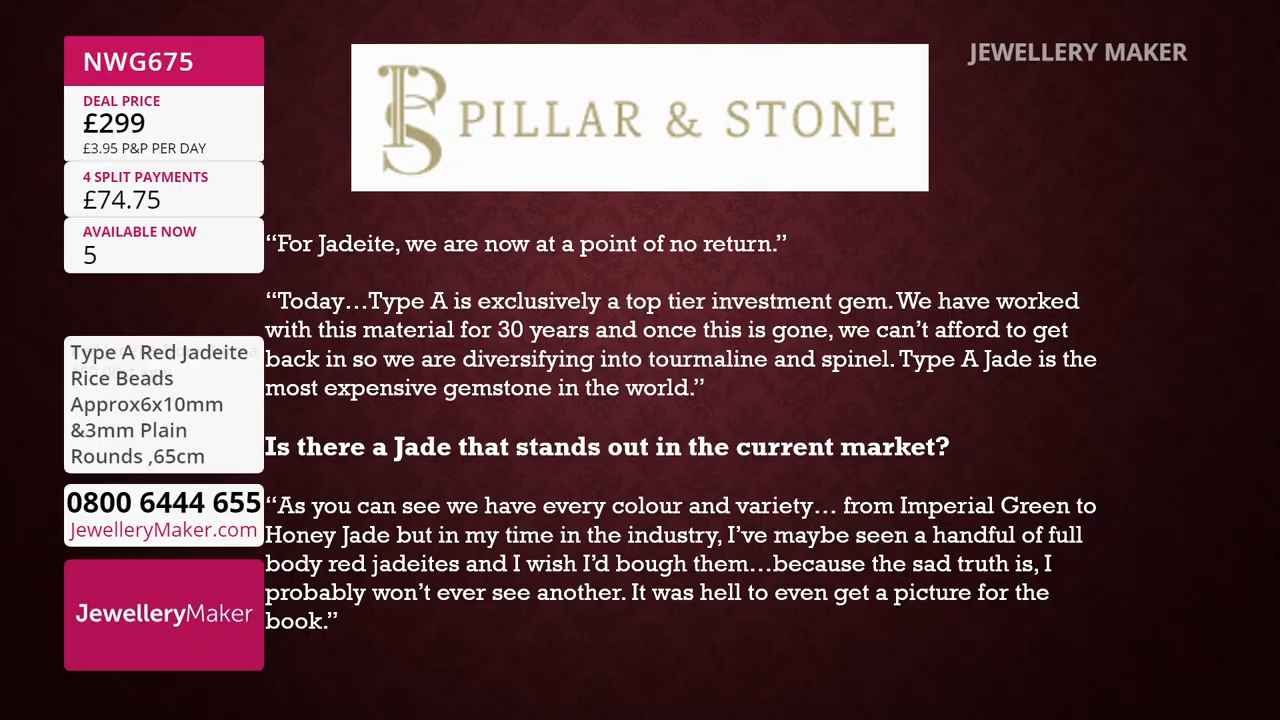 NWG675
DEAL PRICE
£299
£3.95 P&P PER DAY
4 SPLIT PAYMENTS
£74.75
AVAILABLE NOW
5
Type A Red Jadeite
Rice Beads
Approx6x10mm
&3mm Plain
Rounds ,65cm
0800 6444 655
JewelleryMaker.com
JewelleryMaker
PS PILLAR & STONE
JEWELLERY MAKER
“For Jadeite, we are now at a point of no return.”
“Today…Type A is exclusively a top tier investment gem. We have worked
with this material for 30 years and once this is gone, we can’t afford to get
back in so we are diversifying into tourmaline and spinel. Type A Jade is the
most expensive gemstone in the world.”
Is there a Jade that stands out in the current market?
“As you can see we have every colour and variety… from Imperial Green to
Honey Jade but in my time in the industry, I’ve maybe seen a handful of full
body red jadeites and I wish I’d bough them…because the sad truth is, I
probably won’t ever see another. It was hell to even get a picture for the
book.”